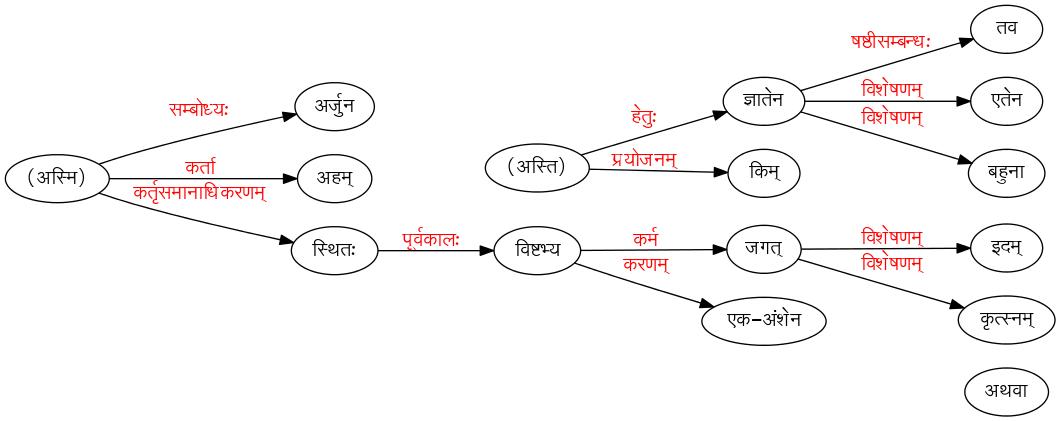 तव
षष्ठीसम्बन्धः
ज्ञातेन
विशेषणम्
एतेन
सम्बोध्यः
अर्जुन
हेतुः
विशेषणम्
(अस्ति)
प्रयोजनम्
किम्
बहुना
(अस्मि)
कर्ता
अहम्
कर्तृसमानाधिकरणम्
स्थितः
पूर्वकालः
विष्टभ्य
कर्म
जगत्
विशेषणम्
इदम्
करणम्
विशेषणम्
एक-अंशेन
कृत्स्नम्
अथवा